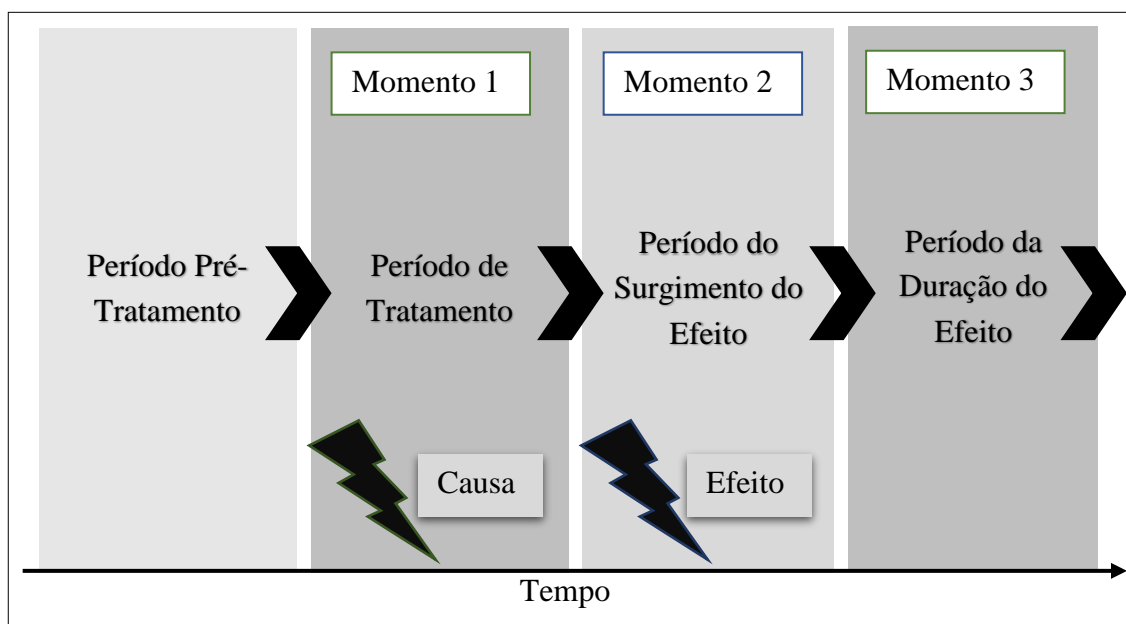 Momento 1
Momento 2
Momento 3
Período Pré-
Tratamento
Período de
Tratamento
Período do
Surgimento do
Efeito
Período da
Duração do
Efeito
Causa
Efeito
Tempo